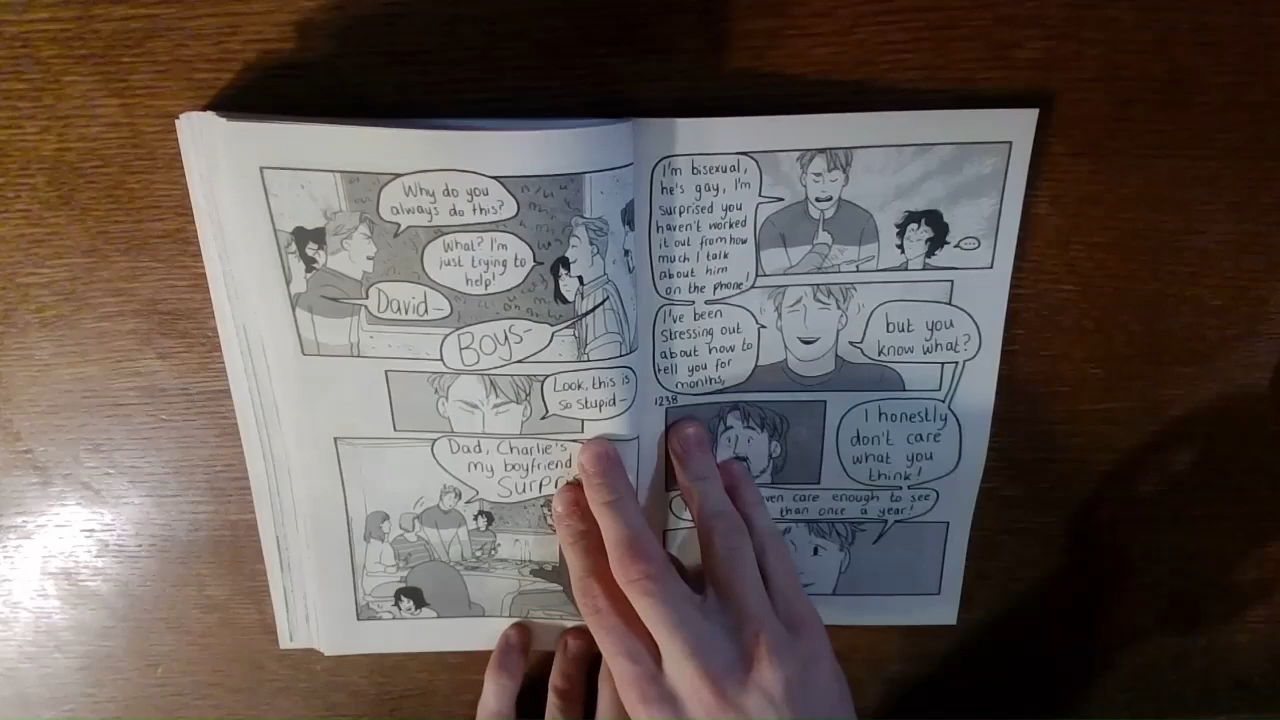 Why do you
always do this?
What? I'm
just trying to
help!
David-
Boys-
Look, this is
so stupid-
Dad, Charlie's
my boyfriend
I'm bisexual,
he's gay, I'm
surprised you
haven't worked
it out from how
much I talk
about him
on the phone!
...
I've been
stressing out
about how to
tell you for
months,
but you
know what?
1238
I honestly
don't care
what you
think!
care enough to see
than once a year!